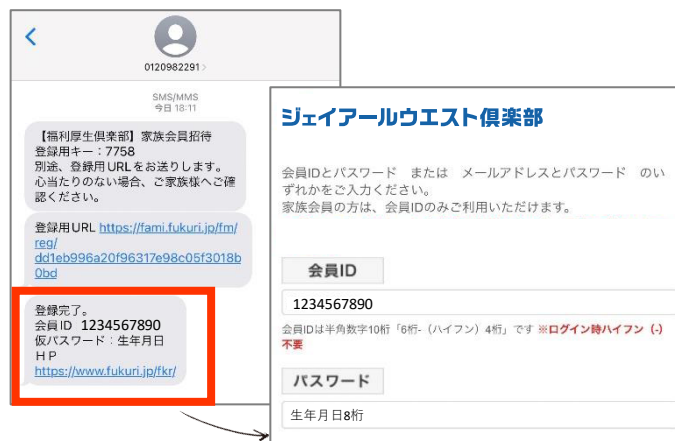 0120982291
SMS/MMS
今日 18:11
【福利厚生倶楽部】家族会員招待
登録用キー：7758
別途、登録用URLをお送りします。
心当たりのない場合、ご家族様へご確
認ください。
登録用URL https://fami.fukuri.jp/fm/
reg/
dd1eb996a20f96317e98c05f3018b
0bd
登録完了。
会員ID 1234567890
仮パスワード：生年月日
ＨＰ
https://www.fukuri.jp/fkr/
ジェイアールウエスト倶楽部
会員IDとパスワード　または　メールアドレスとパスワード　のい
ずれかをご入力ください。
家族会員の方は、会員IDのみご利用いただけます。
会員ID
1234567890
会員IDは半角数字10桁「6桁-（ハイフン）4桁」です ※ログイン時ハイフン（-）
不要
パスワード
生年月日8桁